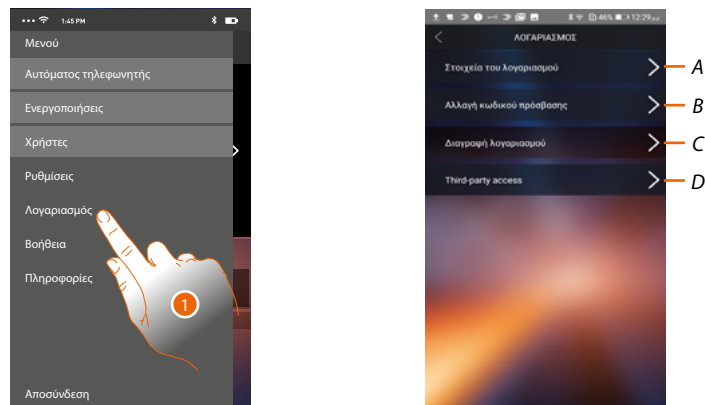 1:45 PM
Μενού
Αυτόματος τηλεφωνητής
Ενεργοποιήσεις
Χρήστες
Ρυθμίσεις
Λογαριασμός
Βοήθεια
Πληροφορίες
1
Αποσύνδεση
46% 12:29
ΛΟΓΑΡΙΑΣΜΟΣ
Στοιχεία του λογαριασμού A
Αλλαγή κωδικού πρόσβασης B
Διαγραφή λογαριασμού C
Third-party access D